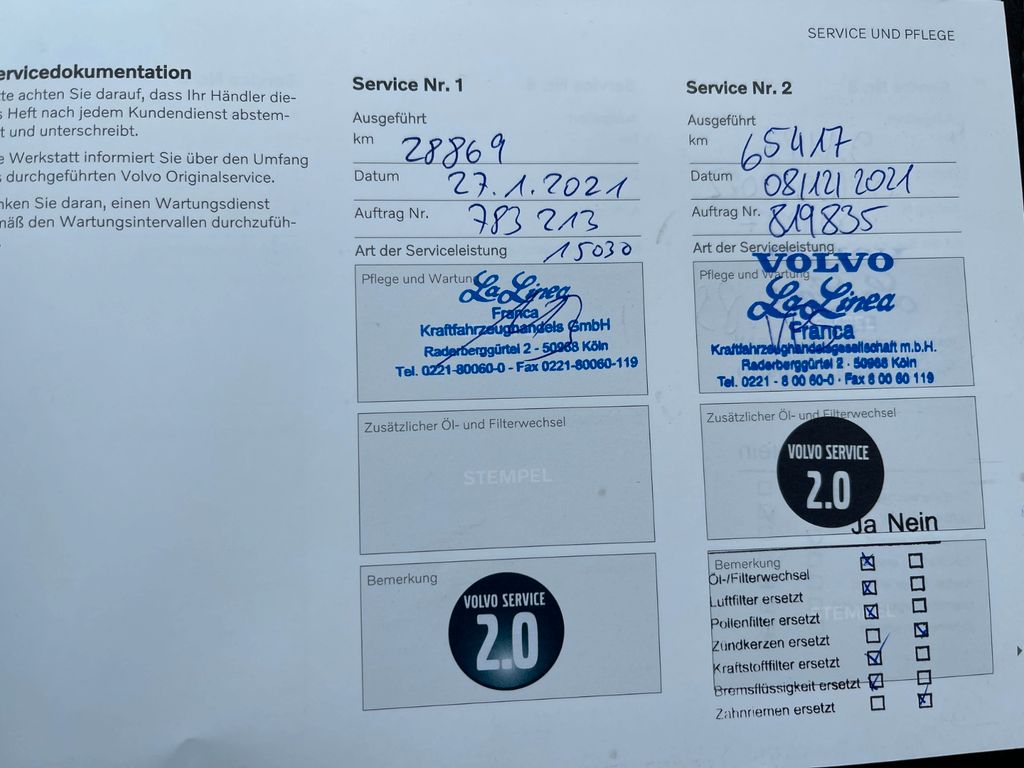 SERVICE UND PFLEGE
ervicedokumentation
te achten Sie darauf, dass Ihr Händler die-
s Heft nach jedem Kundendienst abstem-
t und unterschreibt.
e Werkstatt informiert Sie über den Umfang
s durchgeführten Volvo Originalservice.
nken Sie daran, einen Wartungsdienst
mäß den Wartungsintervallen durchzufüh-
Service Nr. 1
Ausgeführt
km 28869
Datum 27.1.2021
Auftrag Nr. 783 213
Art der Serviceleistung 15030
Pflege und Wartun
La Linea
Franca
Kraftfahrzeughandels GmbH
Raderberggürtel 2 - 50968 Köln
Tel. 0221-80060-0 - Fax 0221-80060-119
Zusätzlicher Öl- und Filterwechsel
STEMPEL
Bemerkung
VOLVO SERVICE
2.0
Service Nr. 2
Ausgeführt
km 65417
Datum 08/12/2021
Auftrag Nr. 819835
Art der Serviceleistung
VOLVO
Pflege und Wartung
La Linea
Franca
Kraftfahrzeughandelsgesellschaft m.b.H.
Raderberggürtel 2 · 50968 Köln
Tel. 0221 - 8 00 60-0 · Fax 8 00 60 119
Zusätzlicher Öl- und Filterwechsel
VOLVO SERVICE
2.0
Ja Nein
Bemerkung
Öl-/Filterwechsel
Luftfilter ersetzt
Pollenfilter ersetzt
STEMPEL
Zündkerzen ersetzt
Kraftstofffilter ersetzt
Bremsflüssigkeit ersetzt
Zahnriemen ersetzt